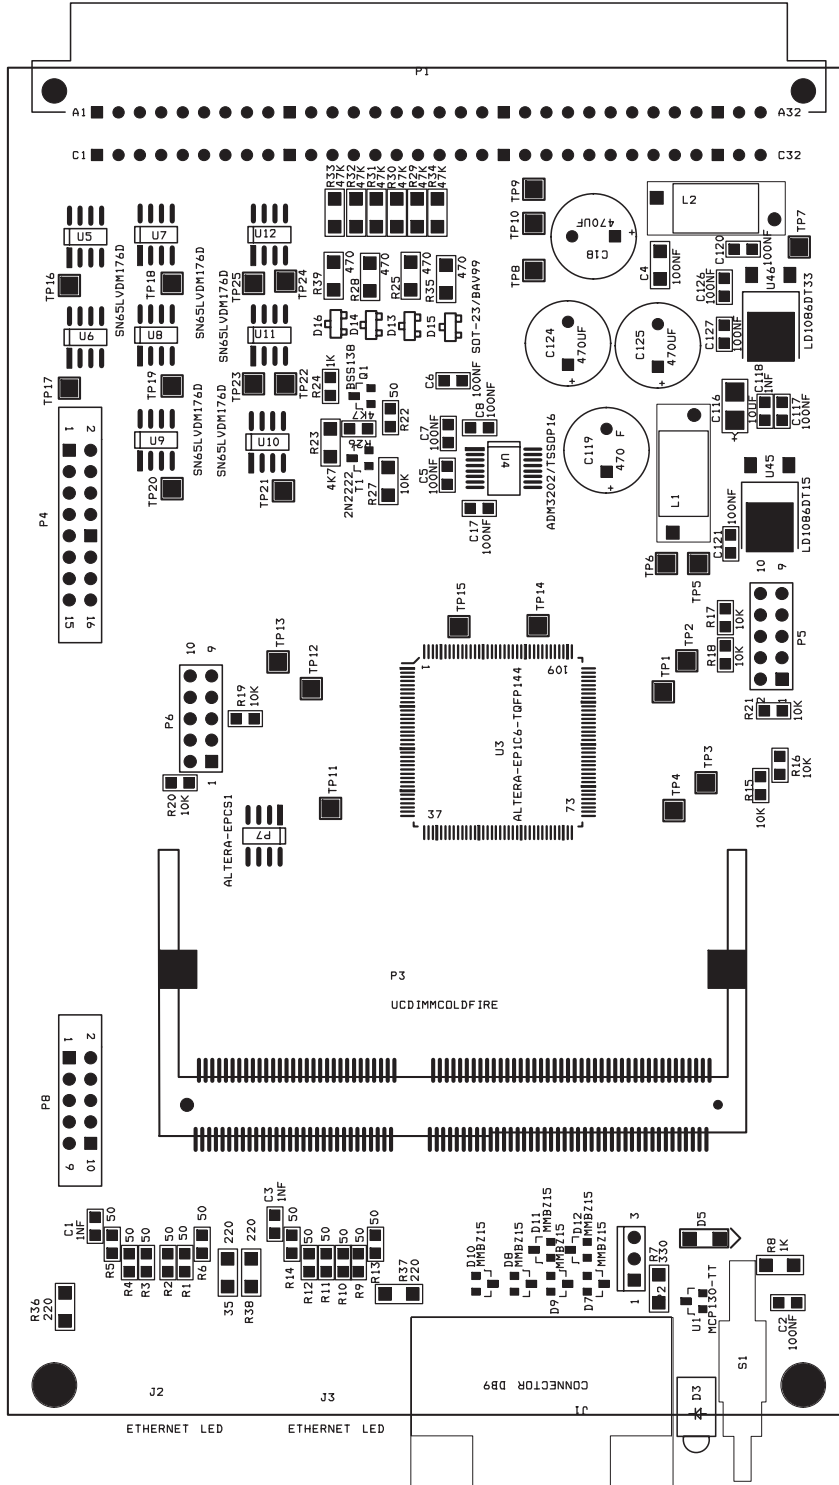 P1
A1
A32
C1
C32
R33
47K
R32
47K
R31
47K
R30
47K
R29
47K
R34
47K
TP9
TP10
TP8
470UF
C18
+
L2
TP7
C120
100NF
C4
100NF
U46
C126
100NF
LD1086DT33
C127
100NF
U5
U7
U12
SN65LVDM176D
SN65LVDM176D
TP16
TP18
TP25
TP24
R39
470
R28
470
R25
470
R35
470
D16
D14
D13
D15
SOT-23/BAV99
U6
U8
U11
SN65LVDM176D
TP17
TP19
TP23
TP22
R24
1K
BSS138
Q1
C6
100NF
C124
470UF
+
C125
470UF
+
C116
10UF
+
C118
1NF
C117
100NF
1
2
P4
15
16
U9
U10
SN65LVDM176D
SN65LVDM176D
TP20
TP21
R23
4K7
4K7
R26
50
R22
2N2222
T1
R27
10K
C7
100NF
C8
100NF
C5
100NF
U4
ADM3202/TSSOP16
C17
100NF
C119
470 F
+
L1
U45
LD1086DT15
C121
100NF
TP6
TP5
10
9
P5
2
1
TP15
TP14
TP13
TP12
TP2
TP1
R17
10K
R18
10K
R21
10K
10
9
P6
1
R19
10K
R20
10K
TP11
1
109
U3
ALTERA-EP1C6-TQFP144
37
73
TP3
TP4
R16
10K
R15
10K
ALTERA-EPCS1
P7
P3
UCDIMMCOLDFIRE
1
2
P8
9
10
C1
1NF
50
R5
50
R4
50
R3
50
R2
50
R1
50
R6
220
35
220
R38
C3
1NF
50
R14
50
R12
50
R11
50
R10
50
R9
50
R13
R37
220
R36
220
D10
MMBZ15
D8
MMBZ15
D11
MMBZ15
D12
MMBZ15
D9
MMBZ15
D7
MMBZ15
3
1
R7
330
2
D5
R8
1K
U1
MCP130-TT
C2
100NF
S1
D3
CONNECTOR DB9
J1
J2
J3
ETHERNET LED
ETHERNET LED